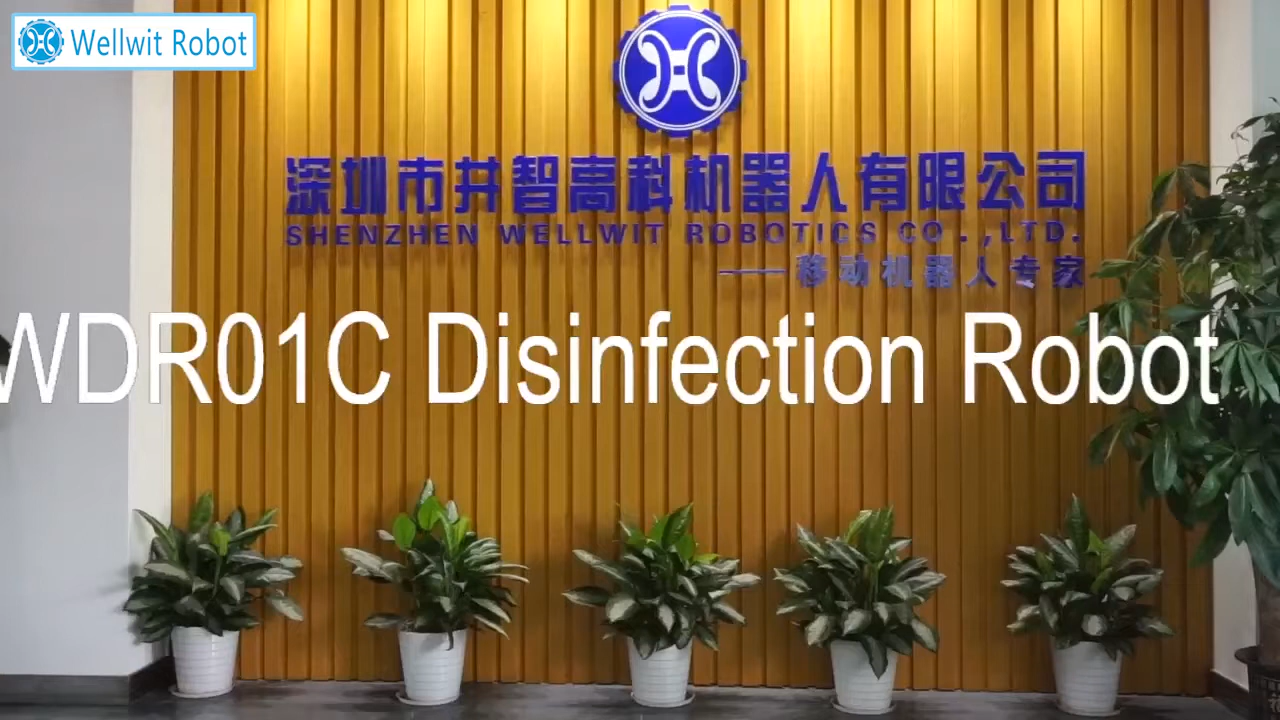 Wellwit Robot
深圳市井智高科机器人有限公司
SHENZHEN WELLWIT ROBOTICS CO.,LTD.
——移动机器人专家
WDR01C Disinfection Robot